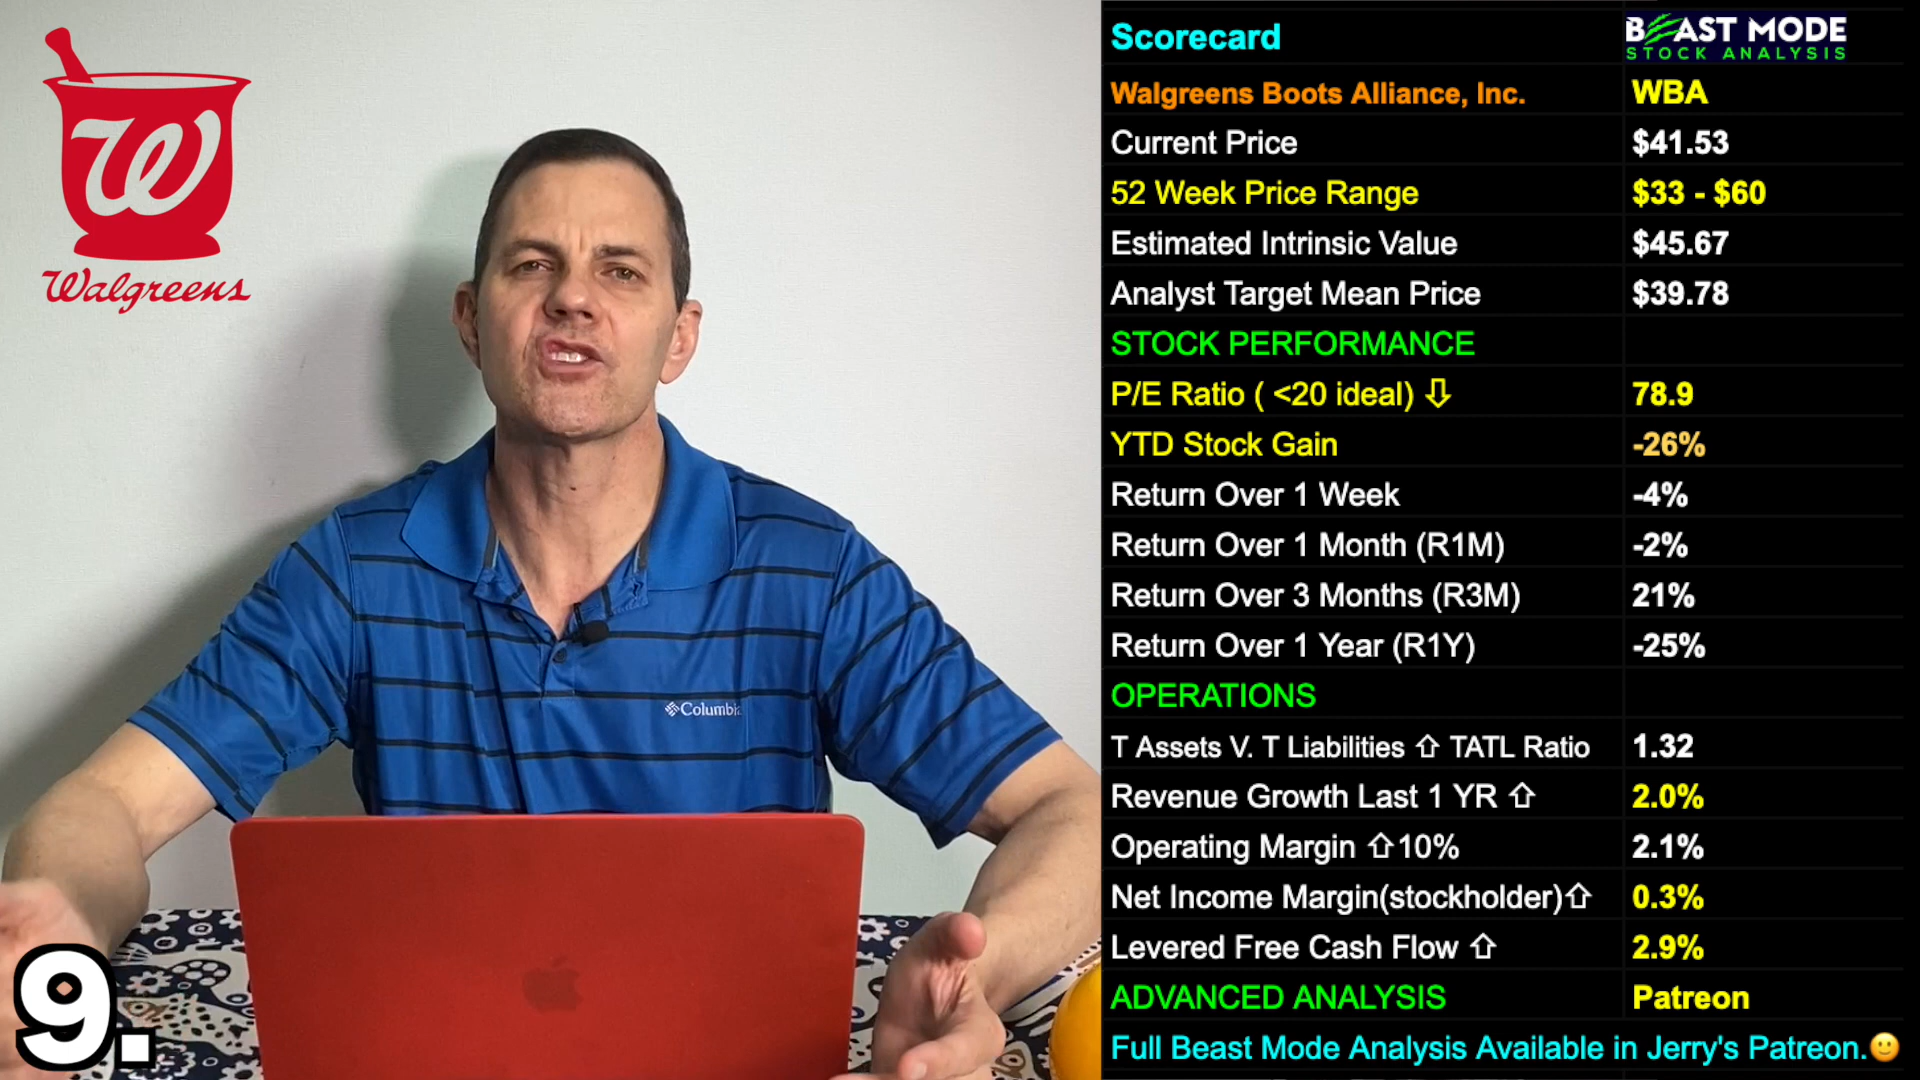 W
Walgreens
Columbia
9.
Scorecard
BEAST MODE
STOCK ANALYSIS
Walgreens Boots Alliance, Inc. WBA
Current Price $41.53
52 Week Price Range $33 - $60
Estimated Intrinsic Value $45.67
Analyst Target Mean Price $39.78
STOCK PERFORMANCE
P/E Ratio ( <20 ideal) ⇩ 78.9
YTD Stock Gain -26%
Return Over 1 Week -4%
Return Over 1 Month (R1M) -2%
Return Over 3 Months (R3M) 21%
Return Over 1 Year (R1Y) -25%
OPERATIONS
T Assets V. T Liabilities ⇧ TATL Ratio 1.32
Revenue Growth Last 1 YR ⇧ 2.0%
Operating Margin ⇧10% 2.1%
Net Income Margin(stockholder)⇧ 0.3%
Levered Free Cash Flow ⇧ 2.9%
ADVANCED ANALYSIS Patreon
Full Beast Mode Analysis Available in Jerry's Patreon.🙂